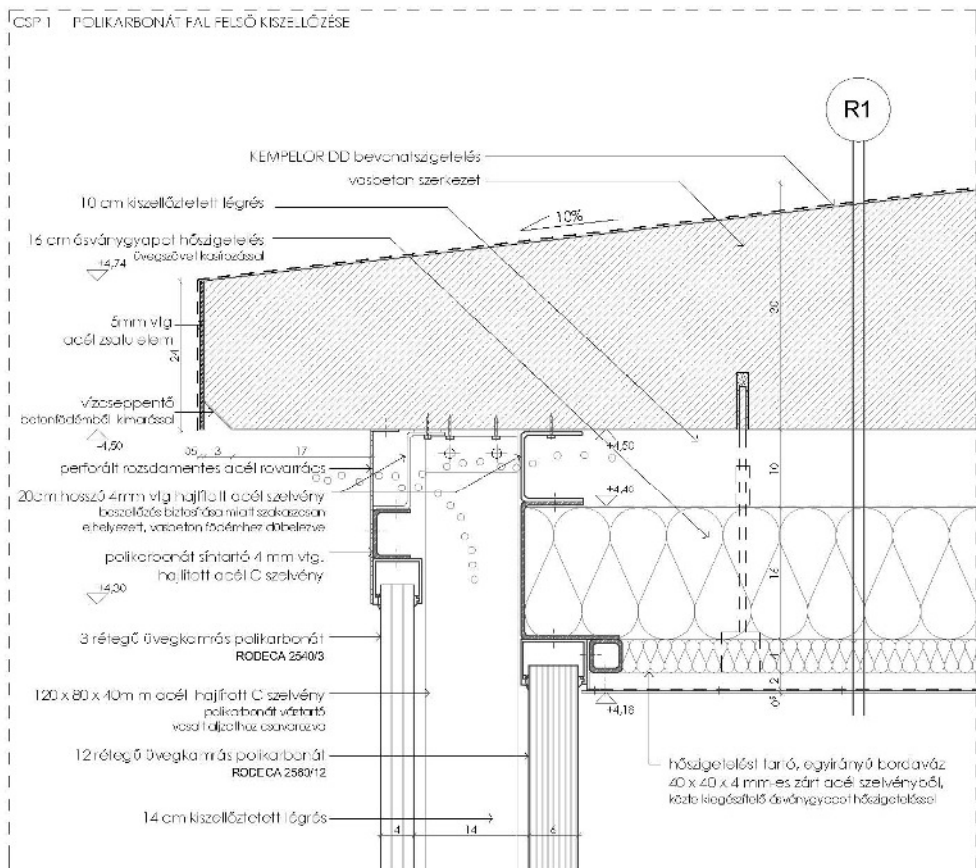 CSP 1 POLIKARBONÁT FAL FELSŐ KISZELLŐZÉSE
R1
KEMPELOR DD bevonatszigetelés
vasbeton szerkezet
10 cm kiszellőztetett légrés
10%
16 cm ásványgyapot hőszigetelés
üvegszövet kasírozással
+4,74
5mm vtg
acél zsalu elem
24
30
vízcseppentő
betonfödémből kimarással
+4,50
+4,50
3
17
10
perforált rozsdamentes acél rovarrács
20cm hosszú 4mm vtg hajlított acél szelvény
beszellőzés biztosítása miatt szakaszosan
elhelyezett, vasbeton födémhez dübelezve
+4,40
polikarbonát síntartó 4 mm vtg.
hajlított acél C szelvény
16
+4,30
3 rétegű üvegkamrás polikarbonát
RODECA 2540/3
4
2
120 x 80 x 40mm acél hajlított C szelvény
polikarbonát váztartó
vasalt aljzathoz csavarozva
+4,18
12 rétegű üvegkamrás polikarbonát
RODECA 2560/12
hőszigetelést tartó, egyirányú bordaváz
40 x 40 x 4 mm-es zárt acél szelvényből,
közte kiegészítő ásványgyapot hőszigeteléssel
14 cm kiszellőztetett légrés
4
14
6